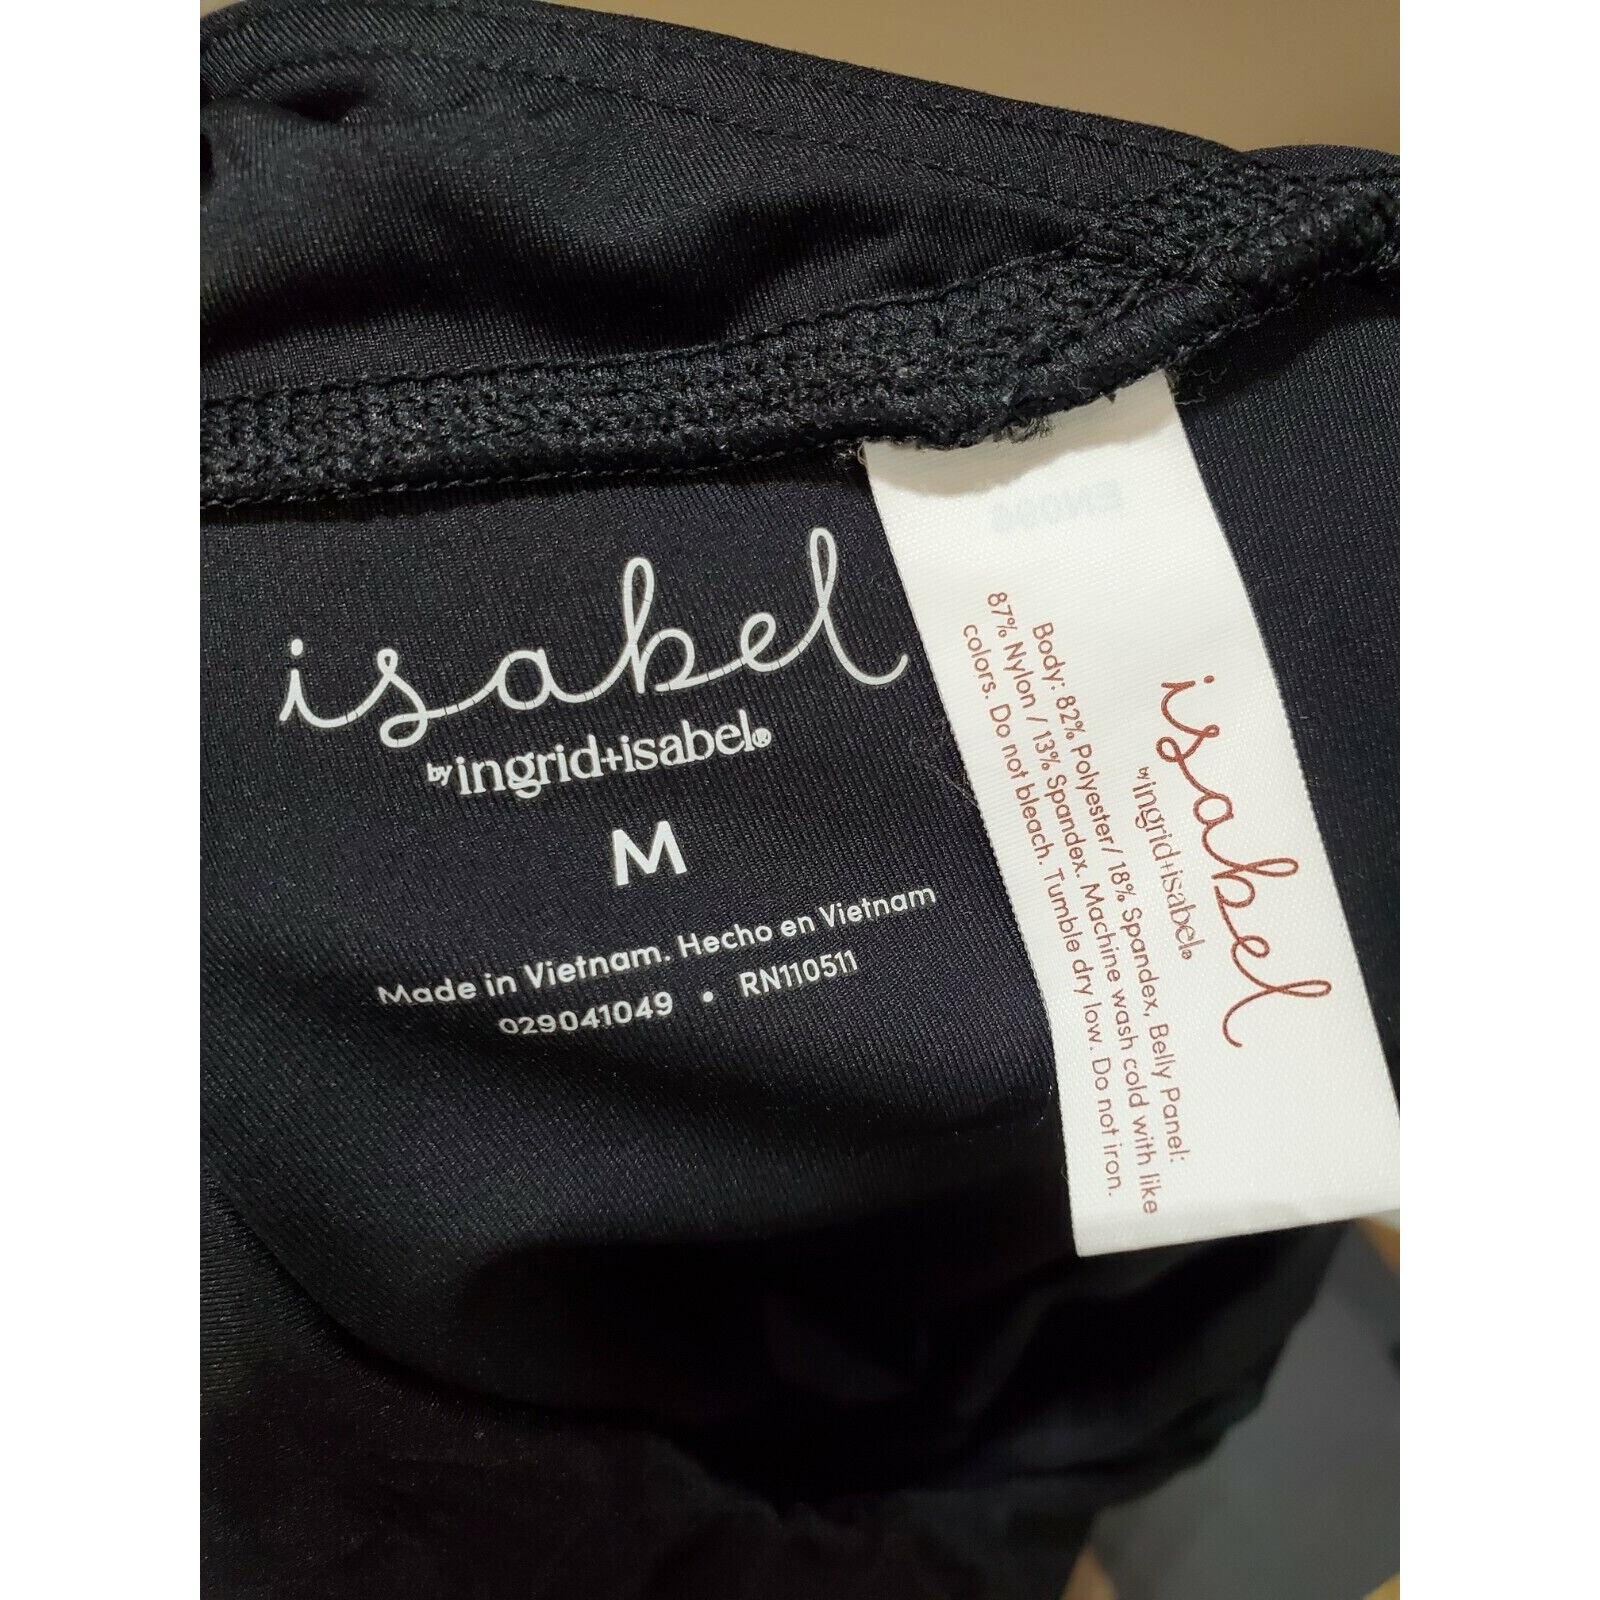 isabel
by ingrid+isabel®
M
Made in Vietnam. Hecho en Vietnam
029041049 • RN110511
isabel
by ingrid+isabel®
Body: 82% Polyester/ 18% Spandex, Belly Panel:
87% Nylon / 13% Spandex. Machine wash cold with like
colors. Do not bleach. Tumble dry low. Do not iron.